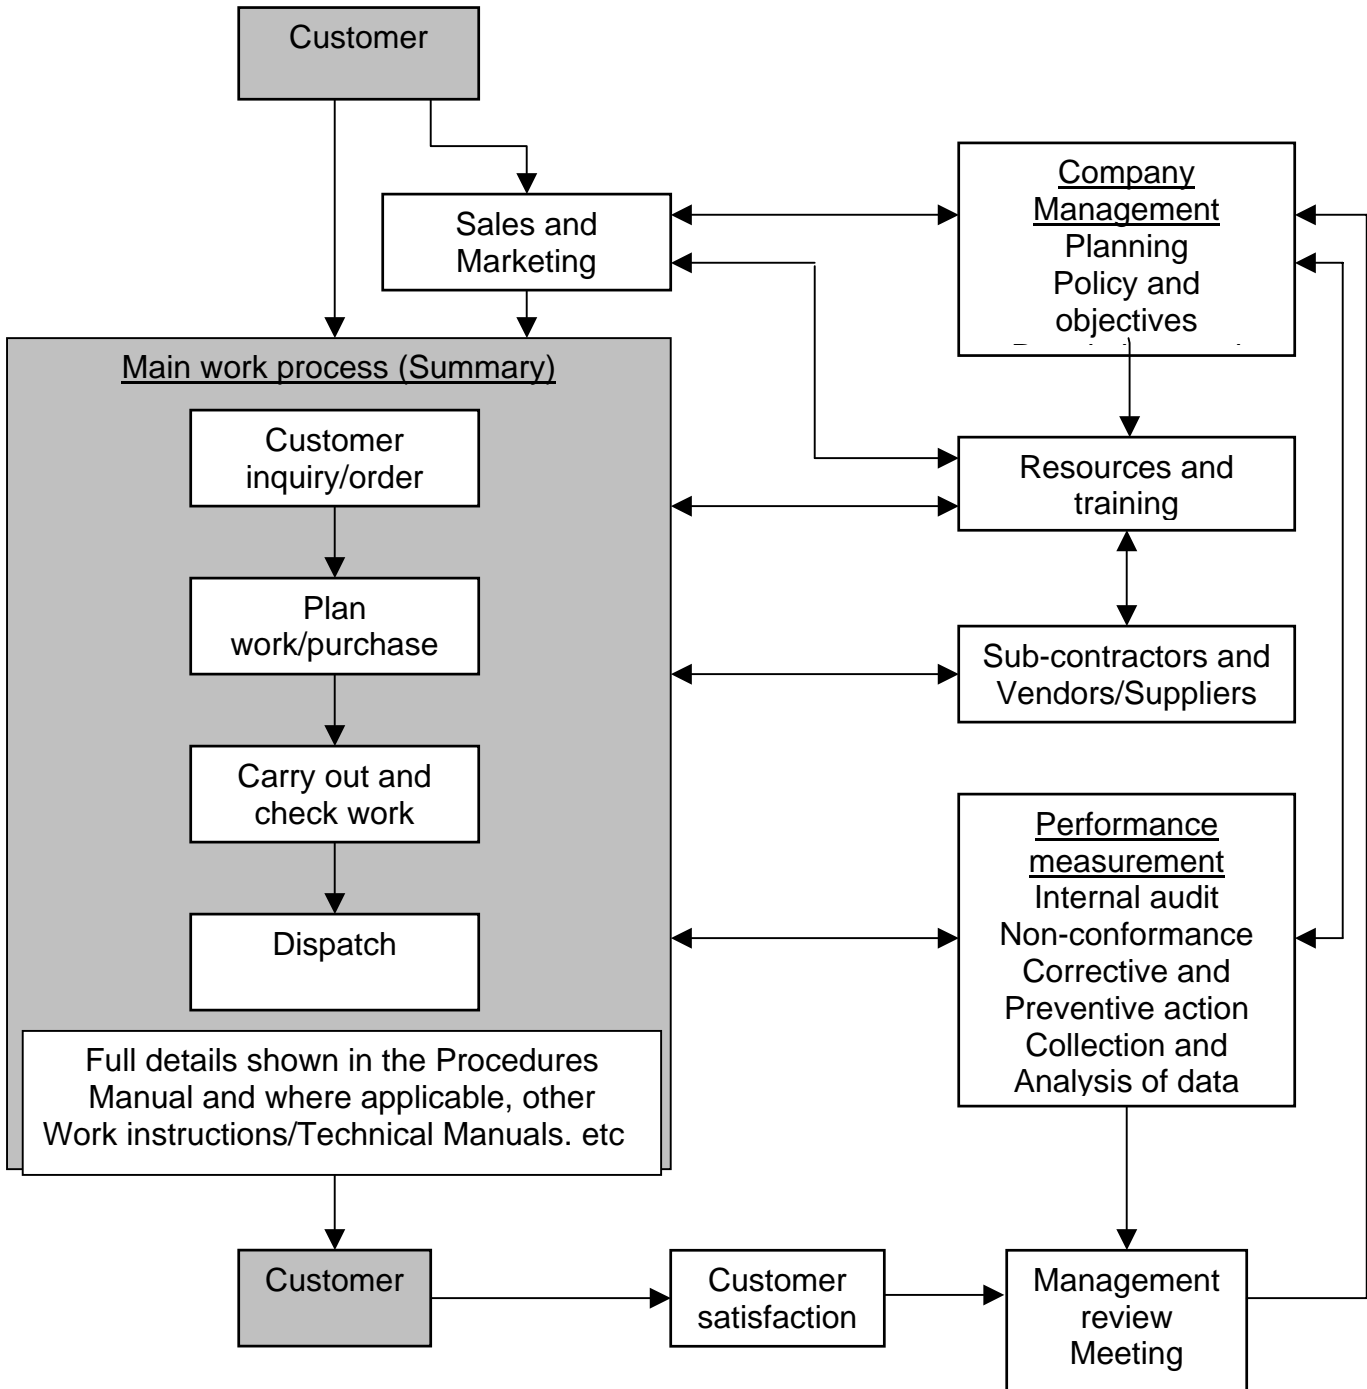 Customer
Sales and
Marketing
Company
Management
Planning
Policy and
objectives
Main work process (Summary)
Customer
inquiry/order
Plan
work/purchase
Carry out and
check work
Dispatch
Full details shown in the Procedures
Manual and where applicable, other
Work instructions/Technical Manuals. etc
Resources and
training
Sub-contractors and
Vendors/Suppliers
Performance
measurement
Internal audit
Non-conformance
Corrective and
Preventive action
Collection and
Analysis of data
Customer
Customer
satisfaction
Management
review
Meeting